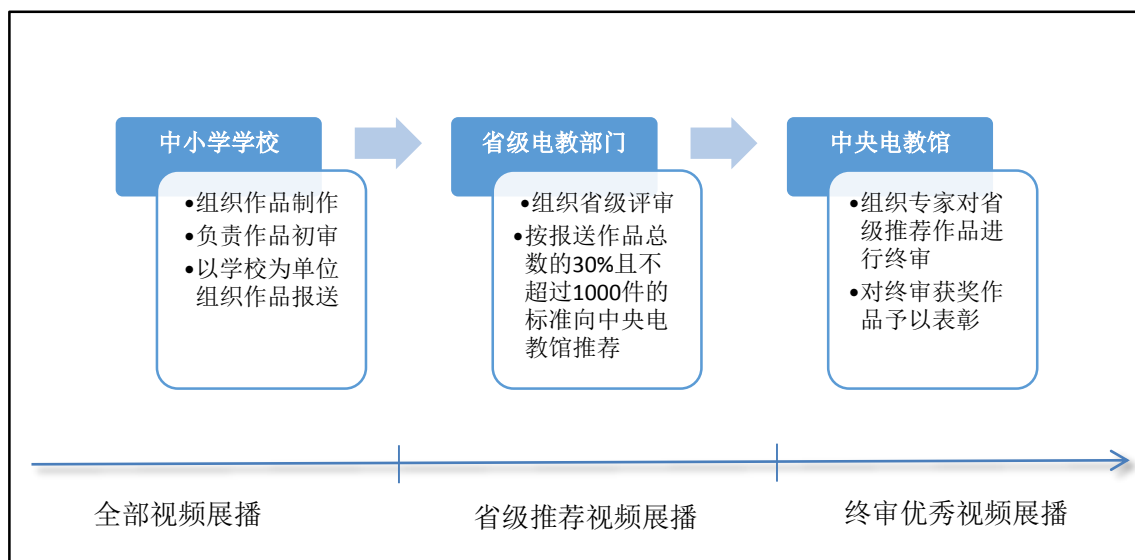 中小学学校
•组织作品制作
•负责作品初审
•以学校为单位
组织作品报送
省级电教部门
•组织省级评审
•按报送作品总
数的30%且不
超过1000件的
标准向中央电
教馆推荐
中央电教馆
•组织专家对省
级推荐作品进
行终审
•对终审获奖作
品予以表彰
全部视频展播
省级推荐视频展播
终审优秀视频展播